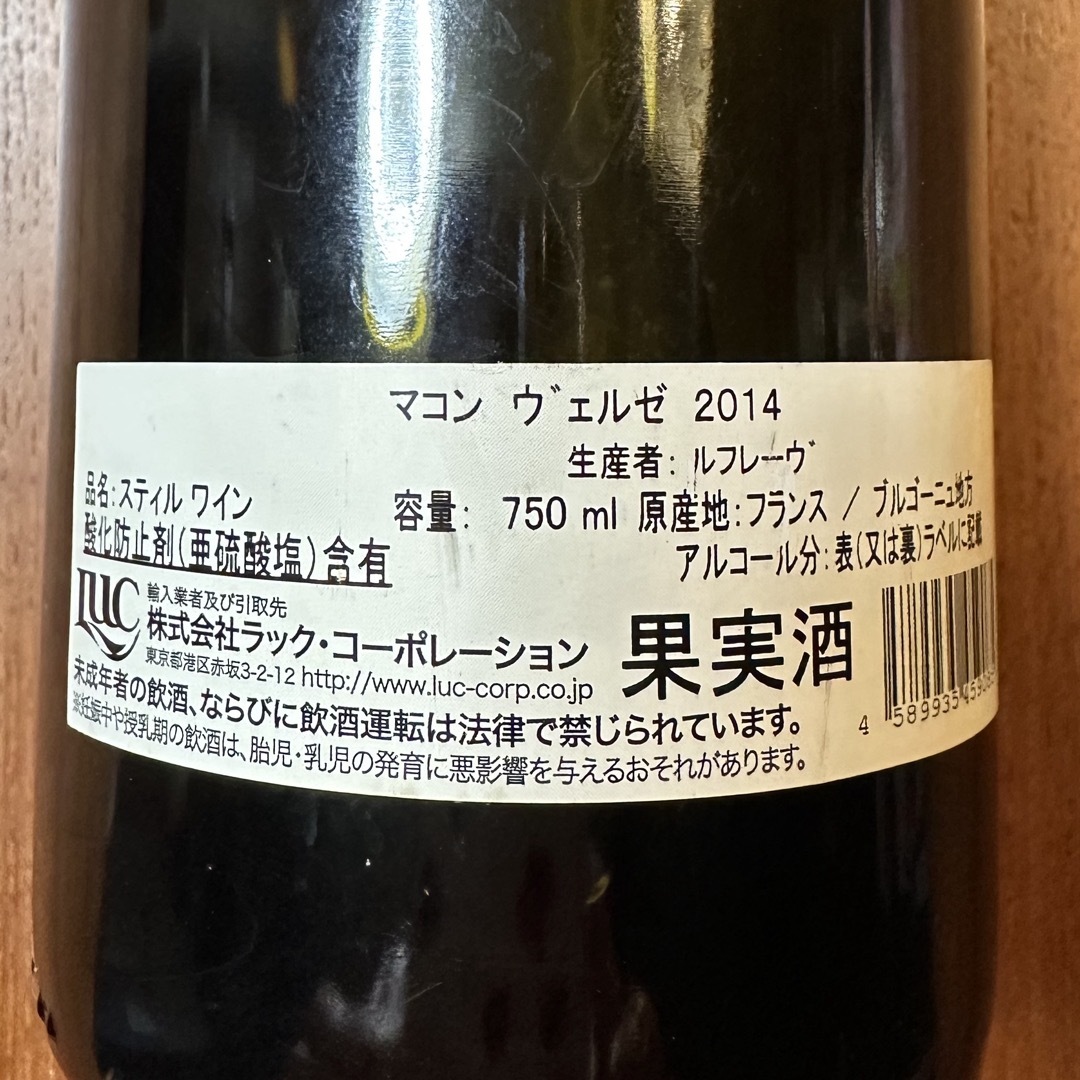 マコン ヴェルゼ 2014
生産者: ルフレーヴ
品名:スティル ワイン 容量: 750 ml 原産地:フランス / ブルゴーニュ地方
酸化防止剤(亜硫酸塩)含有 アルコール分:表(又は裏)ラベルに記載
LUC 輸入業者及び引取先
株式会社ラック・コーポレーション
東京都港区赤坂3-2-12 http://www.luc-corp.co.jp
果実酒
未成年者の飲酒、ならびに飲酒運転は法律で禁じられています。
※妊娠中や授乳期の飲酒は、胎児・乳児の発育に悪影響を与えるおそれがあります。
4